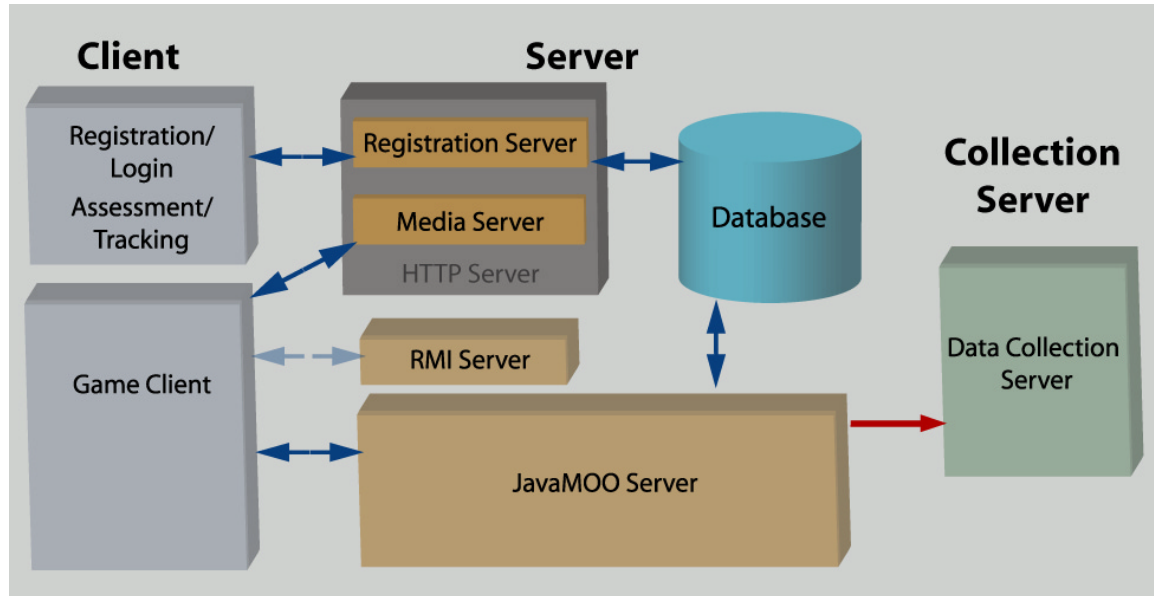 Client
Server
Registration/
Login
Assessment/
Tracking
Registration Server
Media Server
HTTP Server
Database
Collection
Server
Game Client
RMI Server
JavaMOO Server
Data Collection
Server